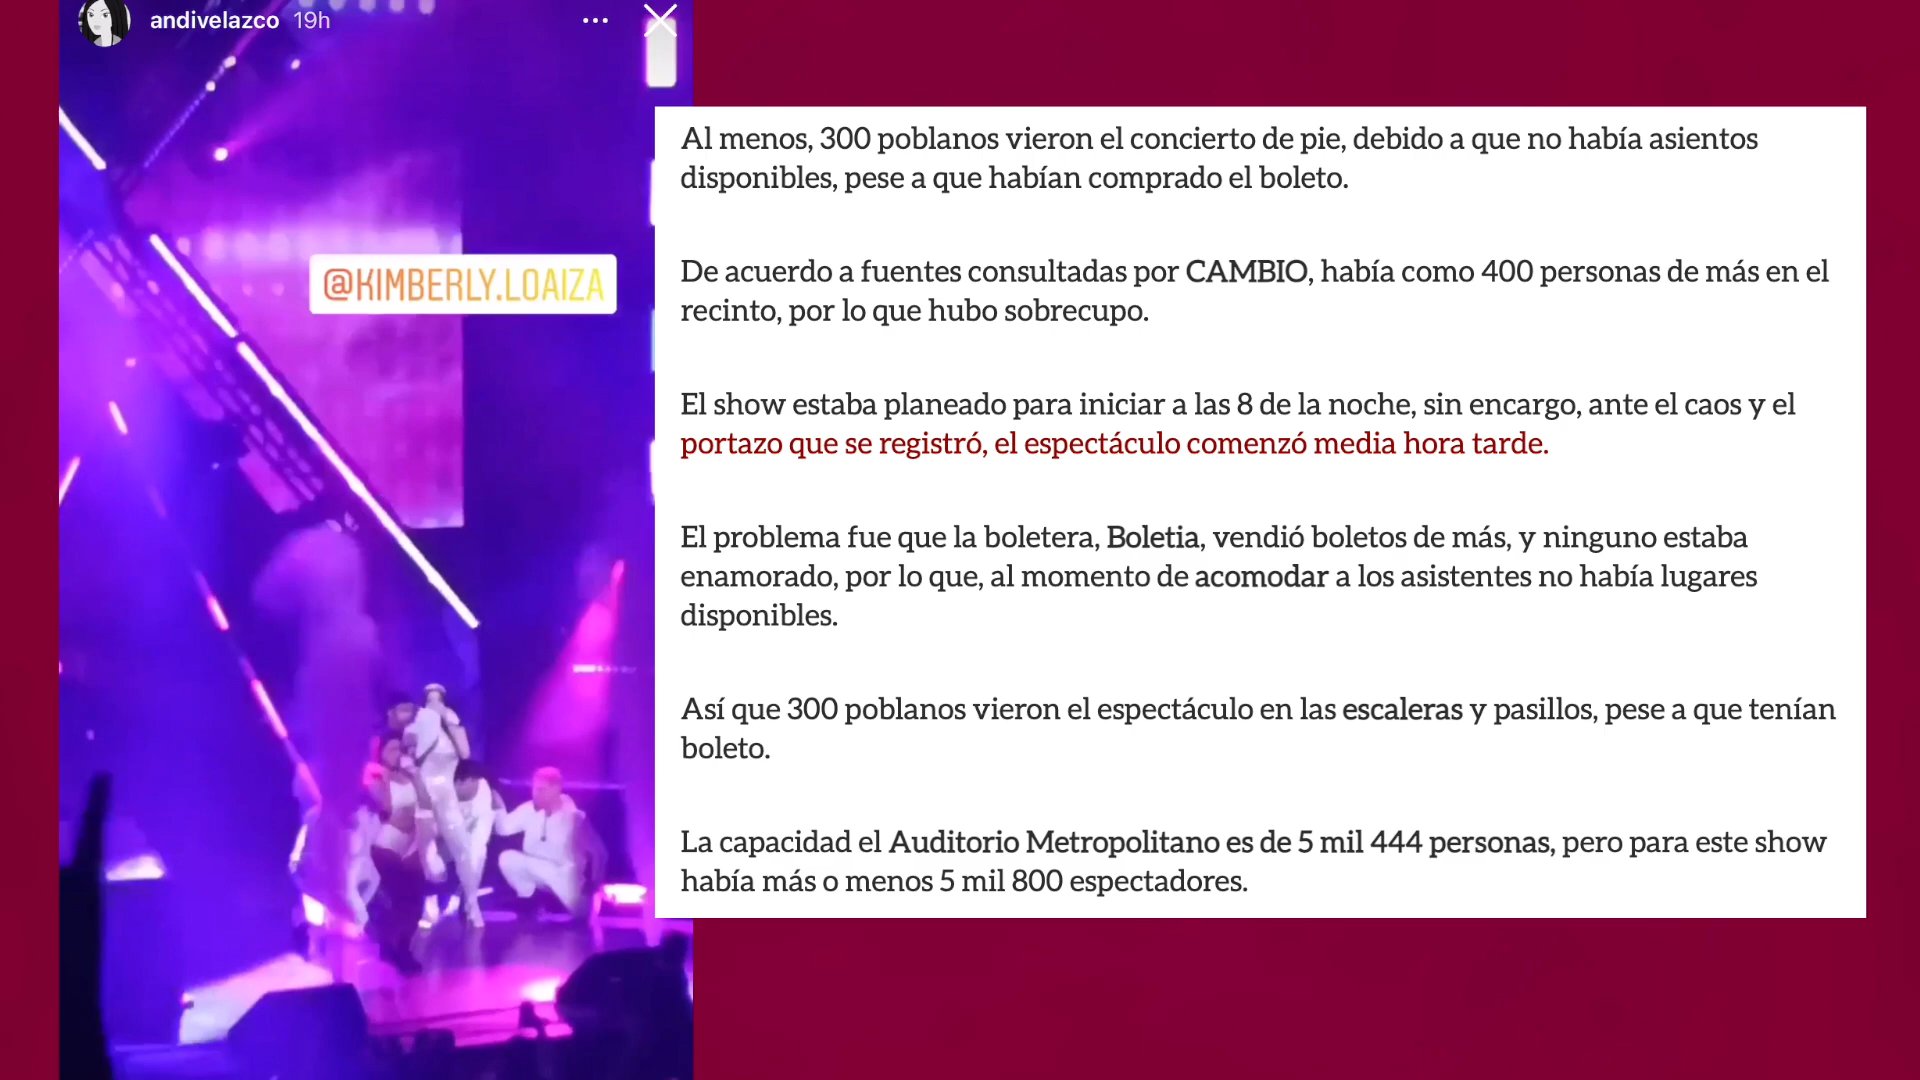 andivelazco 19h
@KIMBERLY.LOAIZA
Al menos, 300 poblanos vieron el concierto de pie, debido a que no había asientos
disponibles, pese a que habían comprado el boleto.
De acuerdo a fuentes consultadas por CAMBIO, había como 400 personas de más en el
recinto, por lo que hubo sobrecupo.
El show estaba planeado para iniciar a las 8 de la noche, sin encargo, ante el caos y el
portazo que se registró, el espectáculo comenzó media hora tarde.
El problema fue que la boletera, Boletia, vendió boletos de más, y ninguno estaba
enamorado, por lo que, al momento de acomodar a los asistentes no había lugares
disponibles.
Así que 300 poblanos vieron el espectáculo en las escaleras y pasillos, pese a que tenían
boleto.
La capacidad el Auditorio Metropolitano es de 5 mil 444 personas, pero para este show
había más o menos 5 mil 800 espectadores.